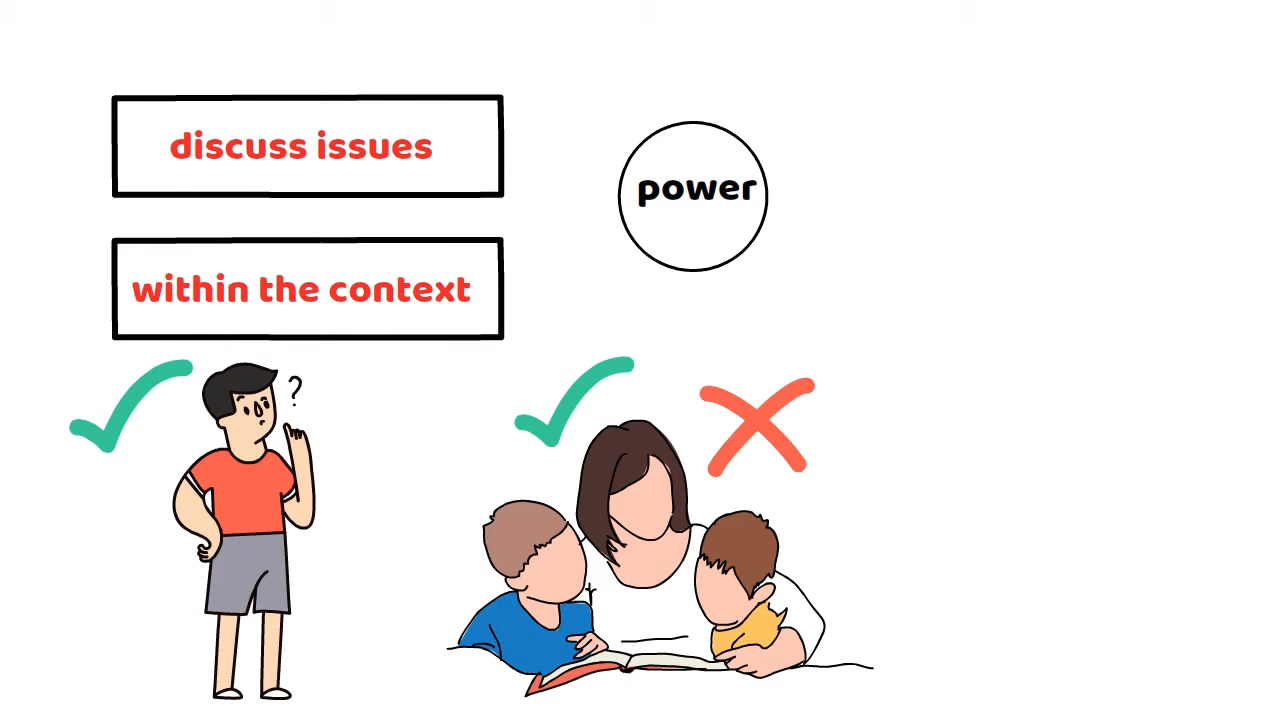 discuss issues
power
within the context
?